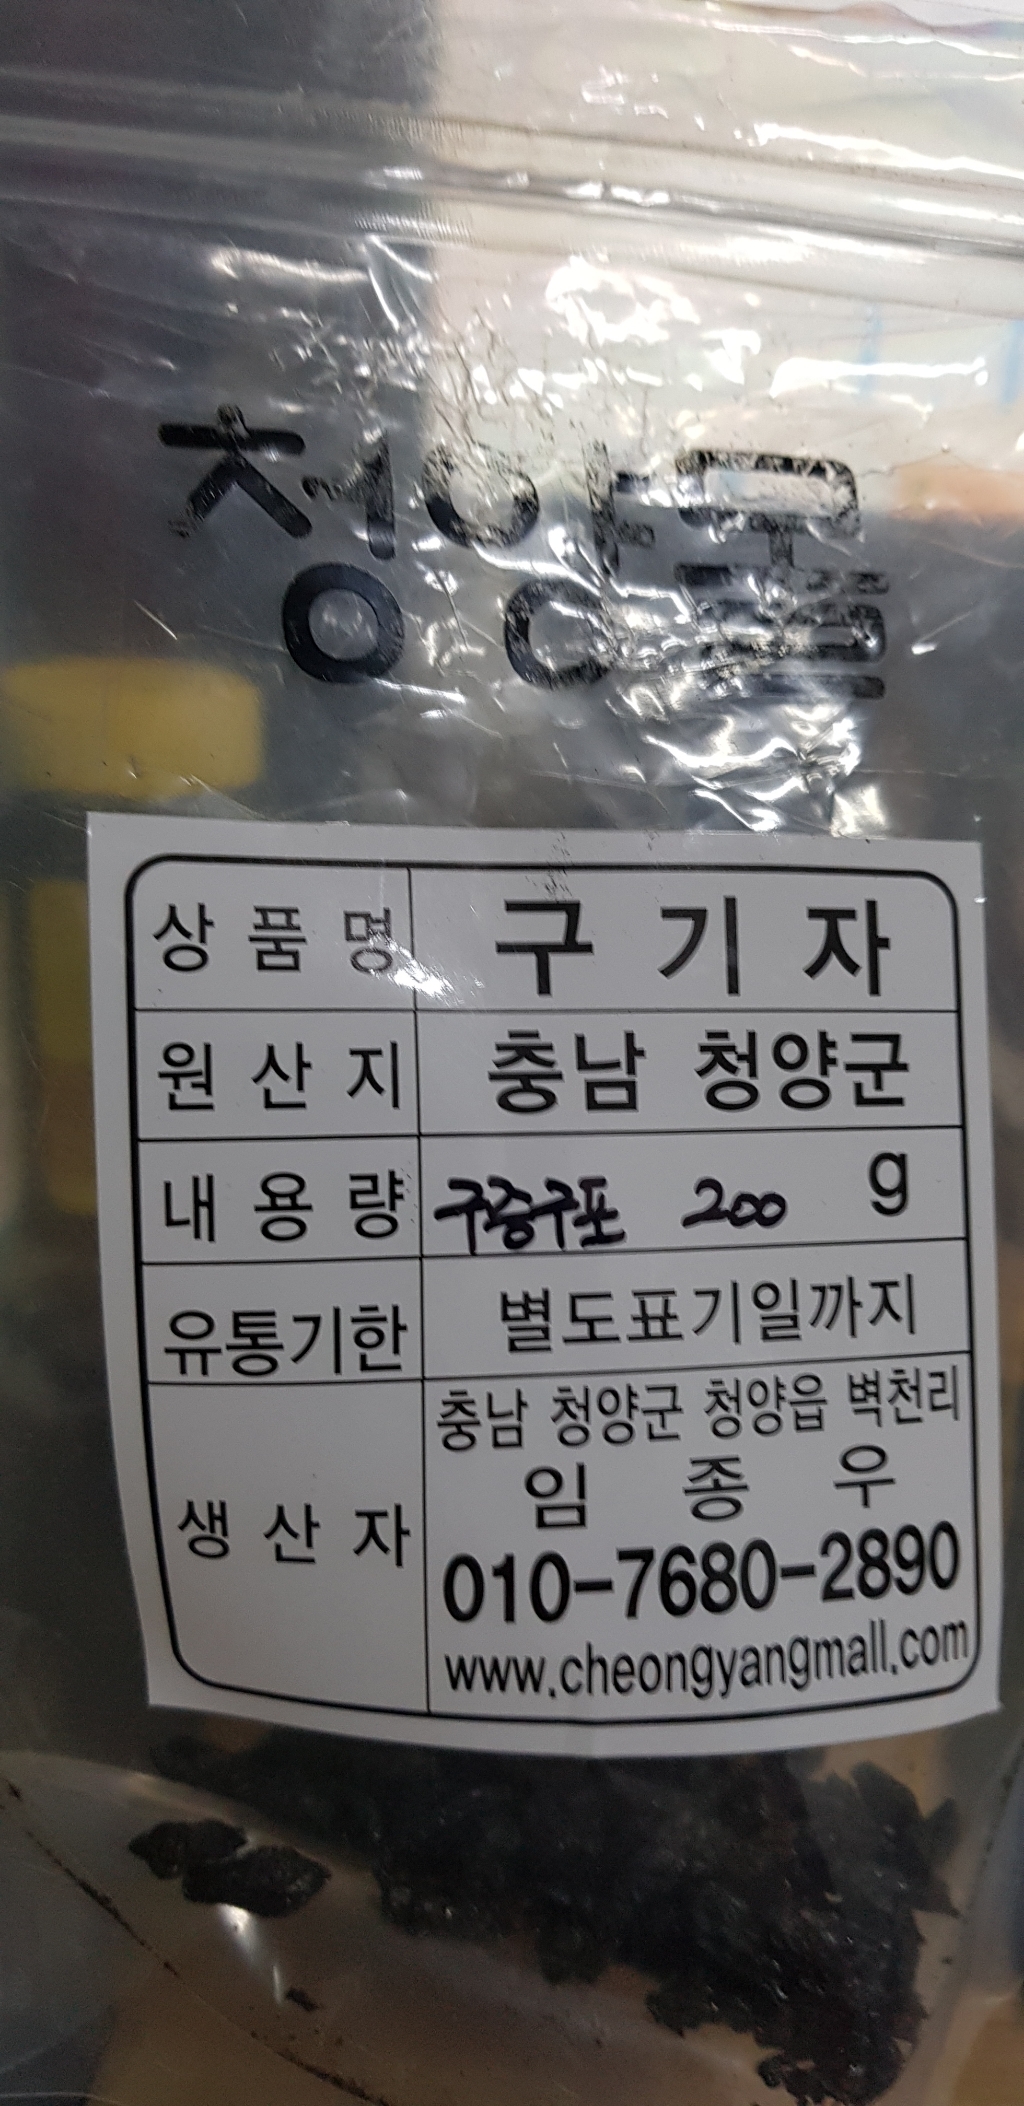 청양몰
상 품 명 구 기 자
원 산 지 충남 청양군
내 용 량 구증구포 200 g
유통기한 별도표기일까지
생 산 자 충남 청양군 청양읍 벽천리
임 종 우
010-7680-2890
www.cheongyangmall.com